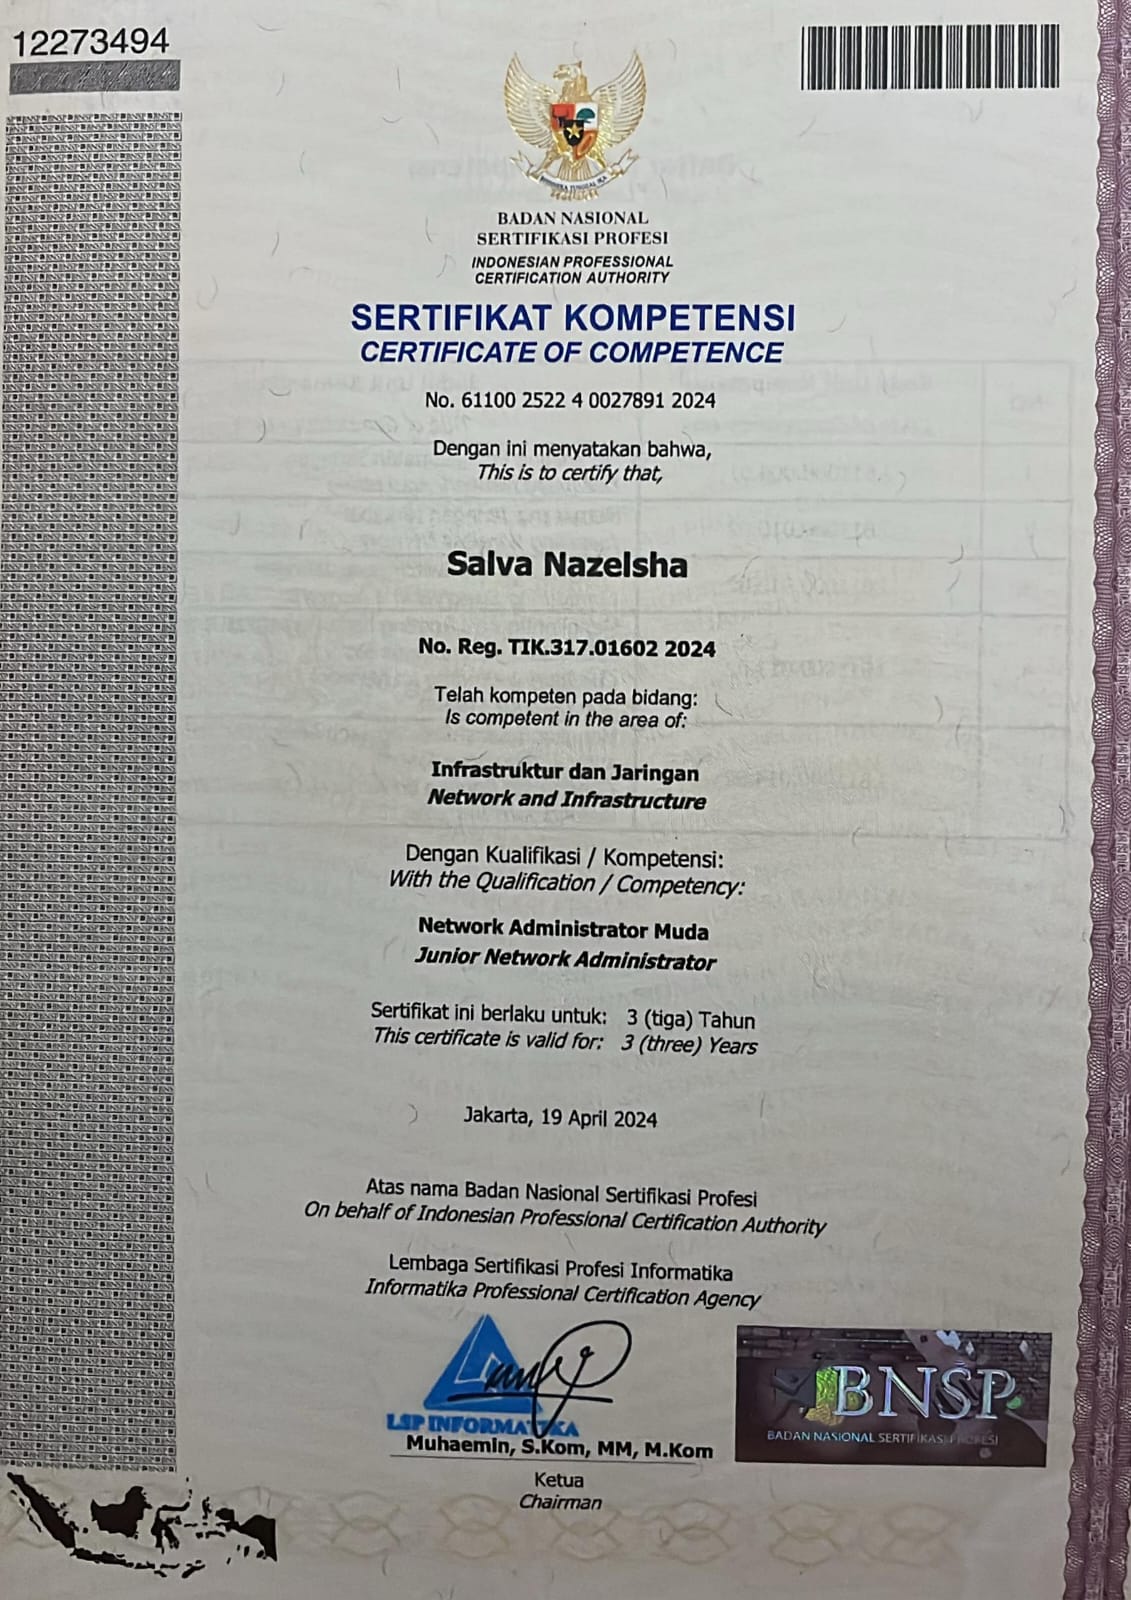 12273494
BADAN NASIONAL
SERTIFIKASI PROFESI
INDONESIAN PROFESSIONAL
CERTIFICATION AUTHORITY
SERTIFIKAT KOMPETENSI
CERTIFICATE OF COMPETENCE
No. 61100 2522 4 0027891 2024
Dengan ini menyatakan bahwa,
This is to certify that,
Salva Nazelsha
No. Reg. TIK.317.01602 2024
Telah kompeten pada bidang:
Is competent in the area of:
Infrastruktur dan Jaringan
Network and Infrastructure
Dengan Kualifikasi / Kompetensi:
With the Qualification / Competency:
Network Administrator Muda
Junior Network Administrator
Sertifikat ini berlaku untuk: 3 (tiga) Tahun
This certificate is valid for: 3 (three) Years
Jakarta, 19 April 2024
Atas nama Badan Nasional Sertifikasi Profesi
On behalf of Indonesian Professional Certification Authority
Lembaga Sertifikasi Profesi Informatika
Informatika Professional Certification Agency
LSP INFORMATIKA
BNSP
BADAN NASIONAL SERTIFIKASI PROFESI
Muhaemin, S.Kom, MM, M.Kom
Ketua
Chairman